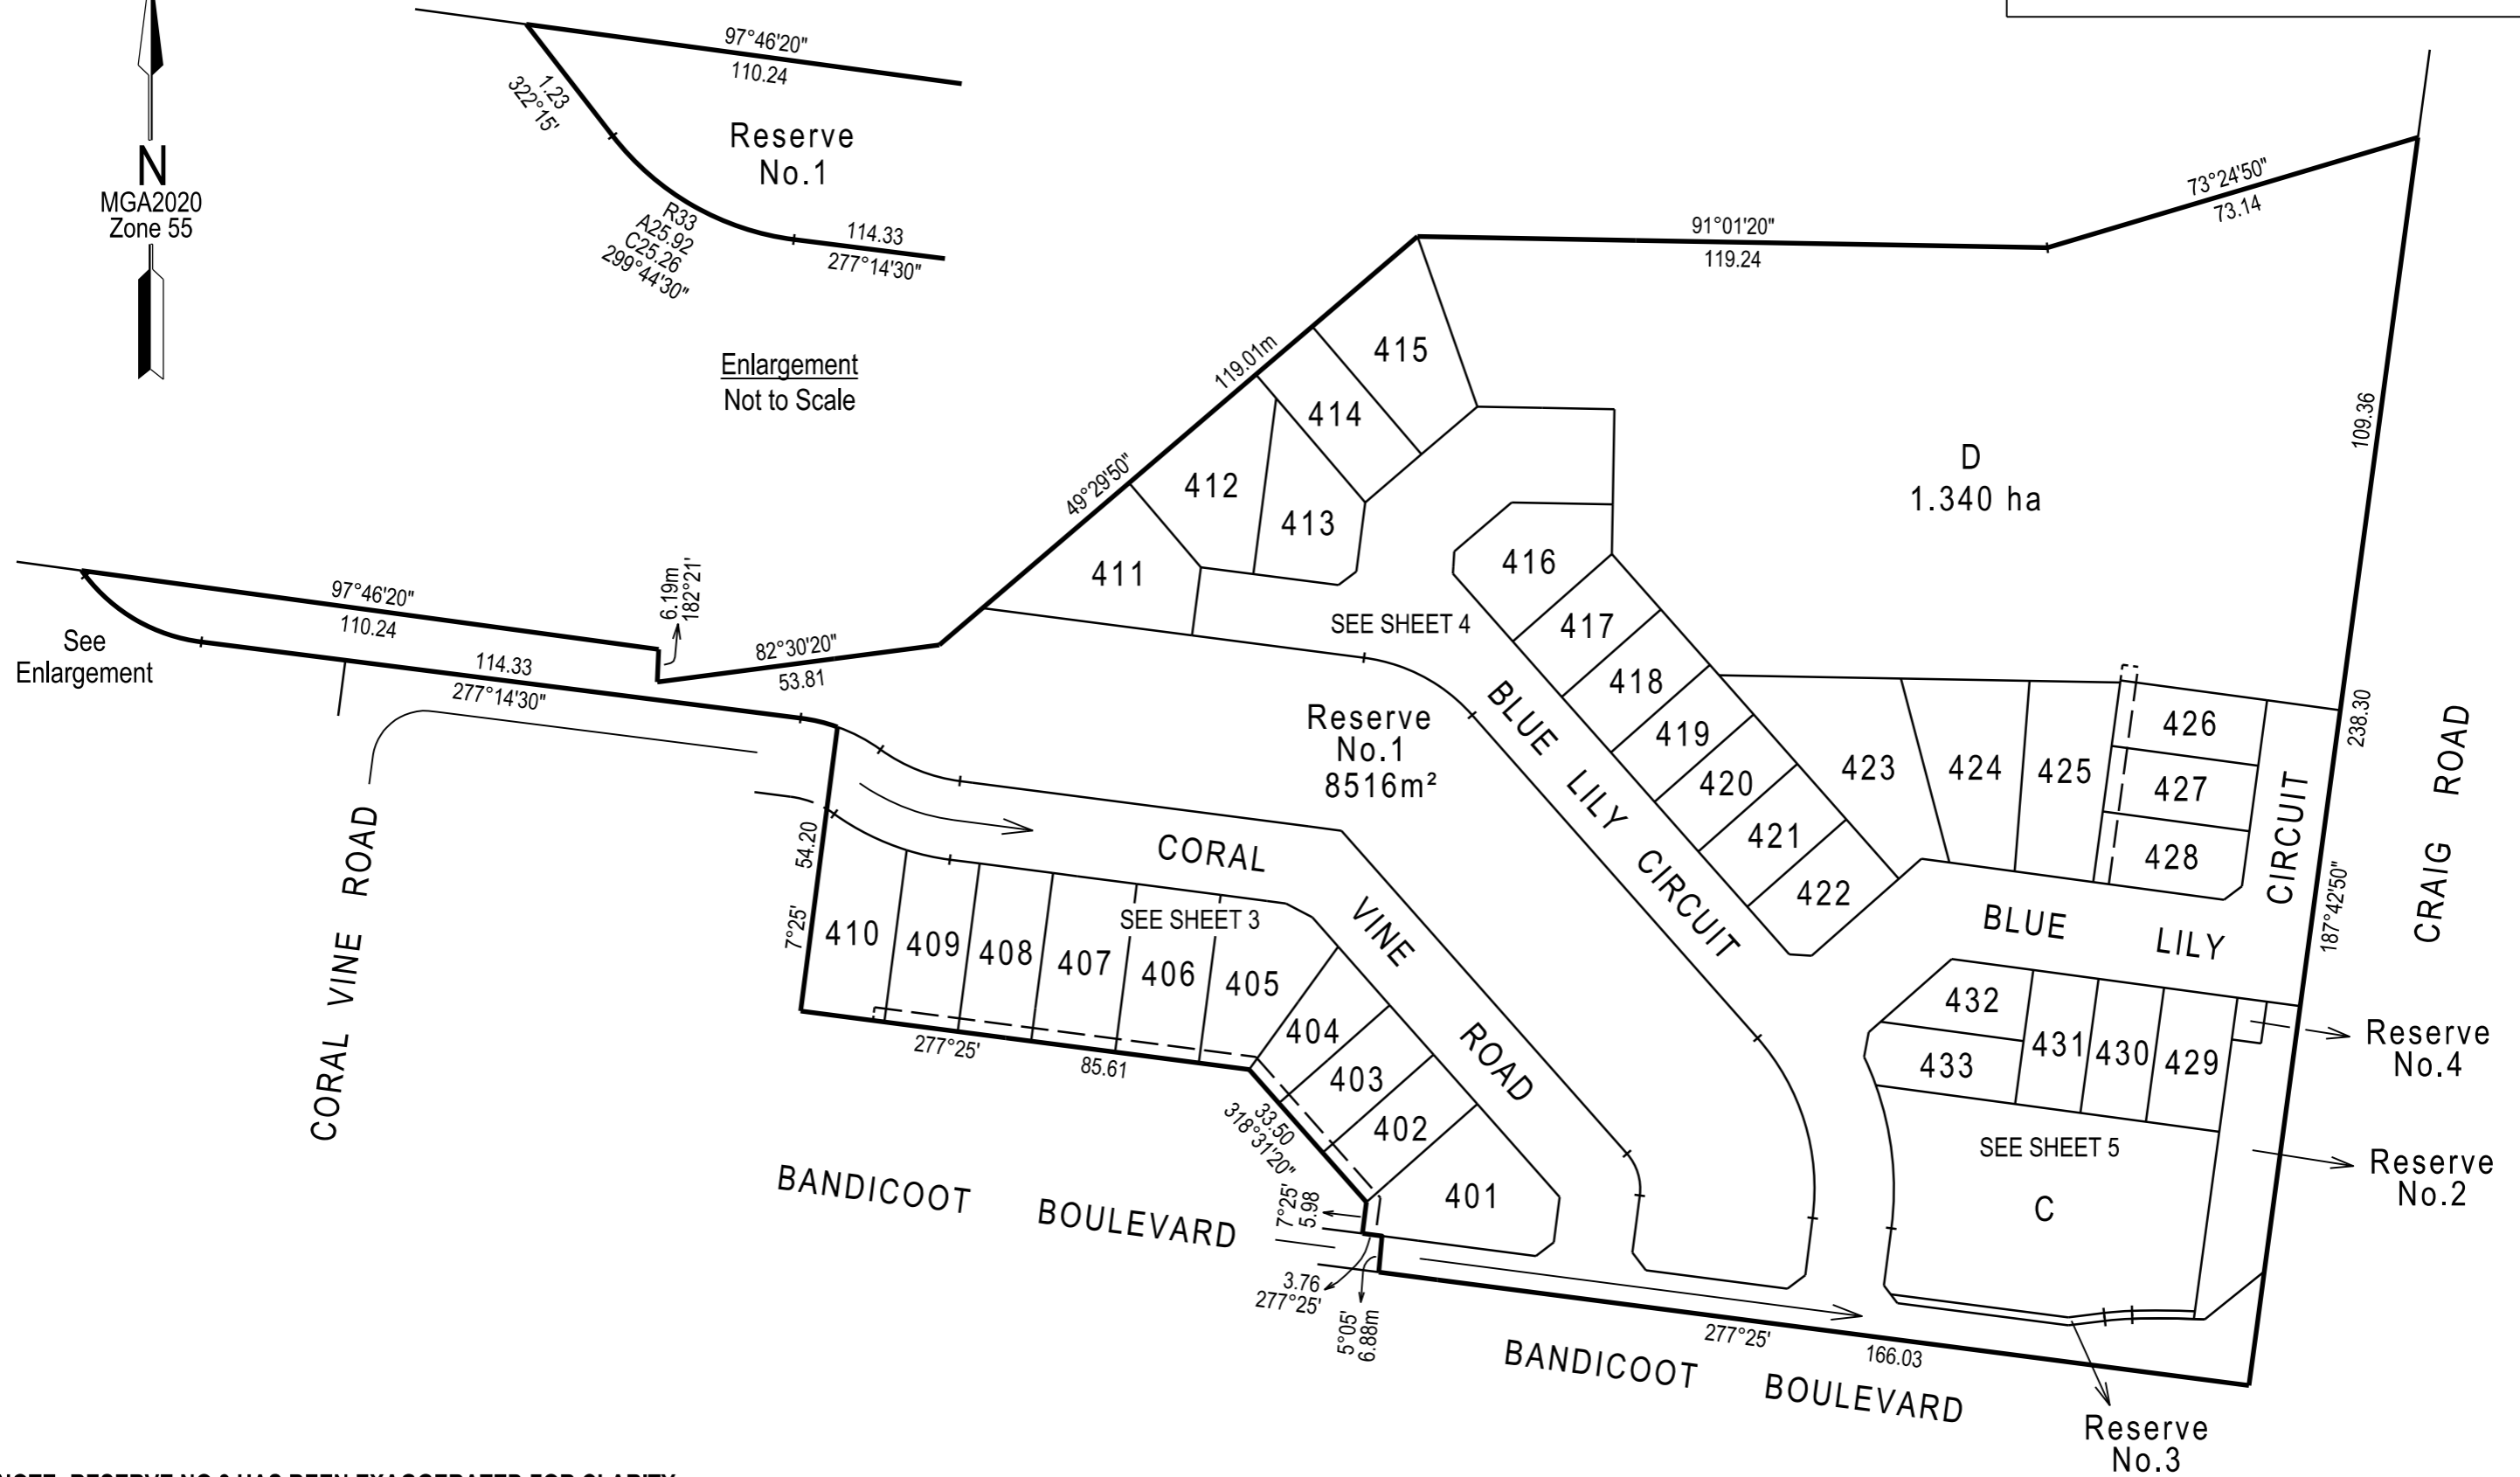 N
MGA2020
Zone 55
97°46'20"
110.24
1.23
322°15'
Reserve
No.1
R33
A25.92
C25.26
299°44'30"
114.33
277°14'30"
Enlargement
Not to Scale
91°01'20"
119.24
73°24'50"
73.14
119.01m
49°29'50"
415
414
412
413
411
D
1.340 ha
109.36
416
417
418
419
420
421
422
SEE SHEET 4
97°46'20"
110.24
6.19m
182°21'
82°30'20"
53.81
See
Enlargement
114.33
277°14'30"
Reserve
No.1
8516m²
BLUE LILY CIRCUIT
423
424
425
426
427
428
CIRCUIT
238.30
187°42'50"
CRAIG ROAD
CORAL VINE ROAD
54.20
7°25'
CORAL VINE ROAD
SEE SHEET 3
410
409
408
407
406
405
404
403
402
401
BLUE LILY
432
433
431
430
429
Reserve
No.4
Reserve
No.2
SEE SHEET 5
C
277°25'
85.61
33.50
318°31'20"
7°25'
5.98
3.76
277°25'
5°05'
6.88m
BANDICOOT BOULEVARD
277°25'
166.03
BANDICOOT BOULEVARD
Reserve
No.3